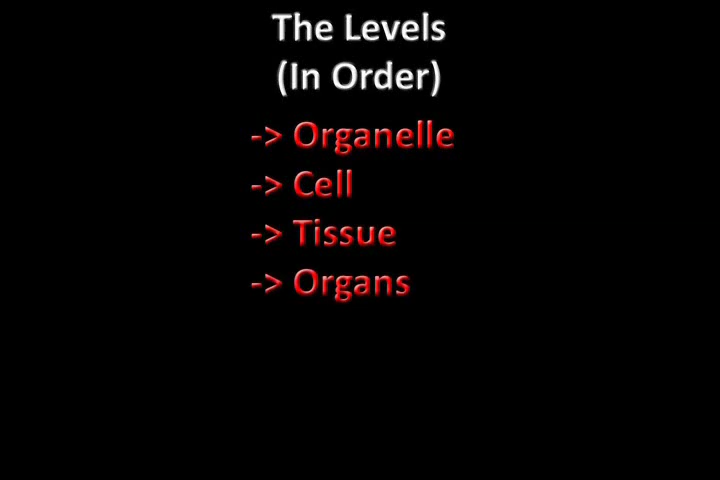 The Levels
(In Order)
-> Organelle
-> Cell
-> Tissue
-> Organs